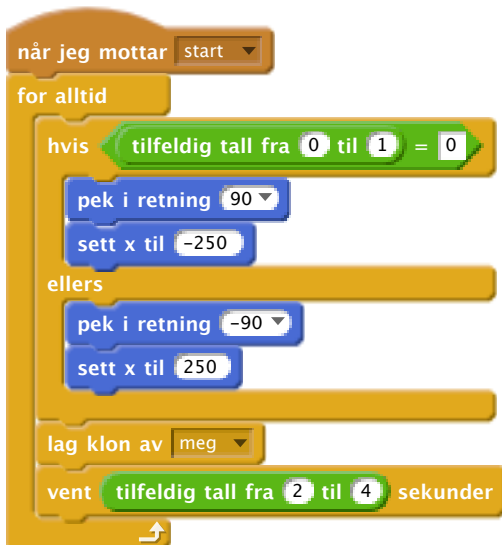 når jeg mottar start
for alltid
hvis tilfeldig tall fra 0 til 1 = 0
pek i retning 90
sett x til -250
ellers
pek i retning -90
sett x til 250
lag klon av meg
vent tilfeldig tall fra 2 til 4 sekunder